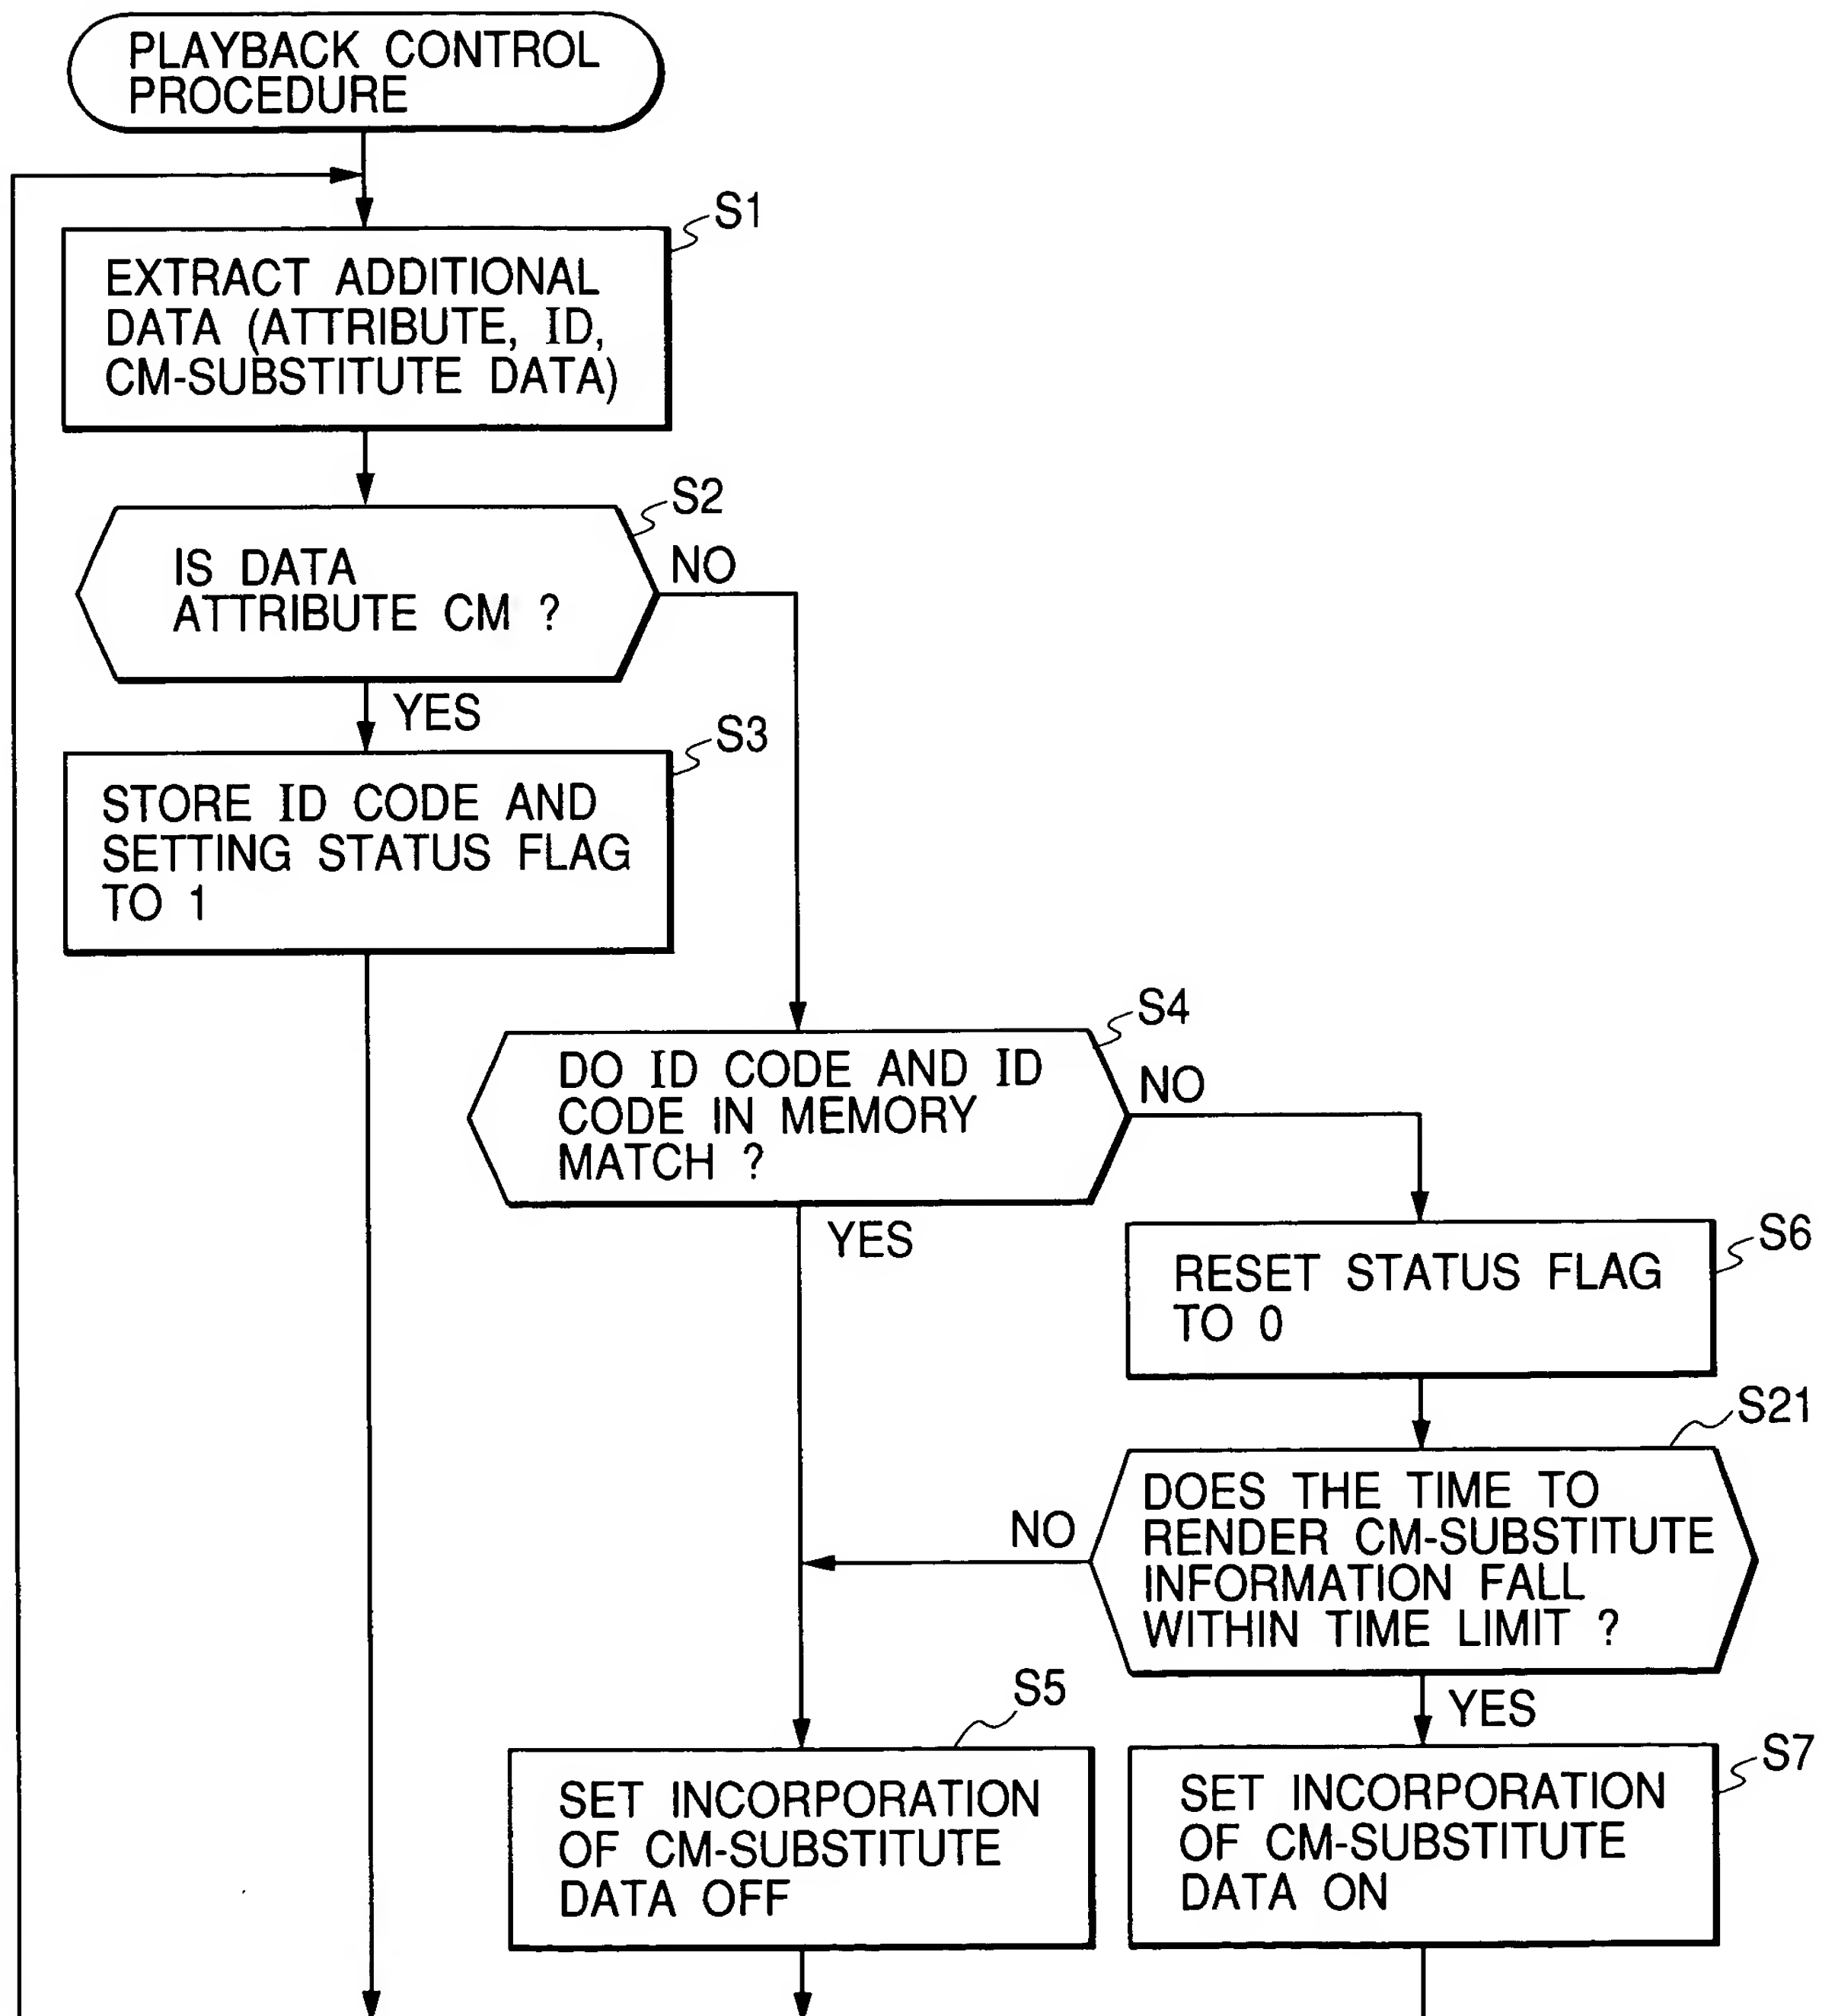 PLAYBACK CONTROL
PROCEDURE
S1
EXTRACT ADDITIONAL
DATA (ATTRIBUTE, ID,
CM-SUBSTITUTE DATA)
S2
IS DATA
ATTRIBUTE CM ?
NO
YES
S3
STORE ID CODE AND
SETTING STATUS FLAG
TO 1
S4
DO ID CODE AND ID
CODE IN MEMORY
MATCH ?
NO
YES
S6
RESET STATUS FLAG
TO 0
S21
DOES THE TIME TO
RENDER CM-SUBSTITUTE
INFORMATION FALL
WITHIN TIME LIMIT ?
NO
YES
S5
SET INCORPORATION
OF CM-SUBSTITUTE
DATA OFF
S7
SET INCORPORATION
OF CM-SUBSTITUTE
DATA ON